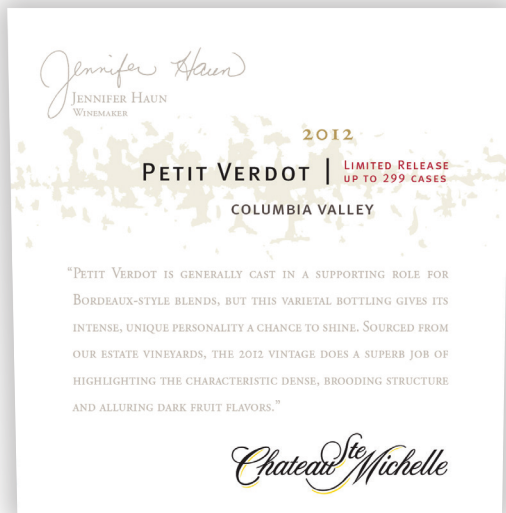 Jennifer Haun
JENNIFER HAUN
WINEMAKER
2012
PETIT VERDOT | LIMITED RELEASE
UP TO 299 CASES
COLUMBIA VALLEY
"PETIT VERDOT IS GENERALLY CAST IN A SUPPORTING ROLE FOR
BORDEAUX-STYLE BLENDS, BUT THIS VARIETAL BOTTLING GIVES ITS
INTENSE, UNIQUE PERSONALITY A CHANCE TO SHINE. SOURCED FROM
OUR ESTATE VINEYARDS, THE 2012 VINTAGE DOES A SUPERB JOB OF
HIGHLIGHTING THE CHARACTERISTIC DENSE, BROODING STRUCTURE
AND ALLURING DARK FRUIT FLAVORS."
Chateau Ste Michelle